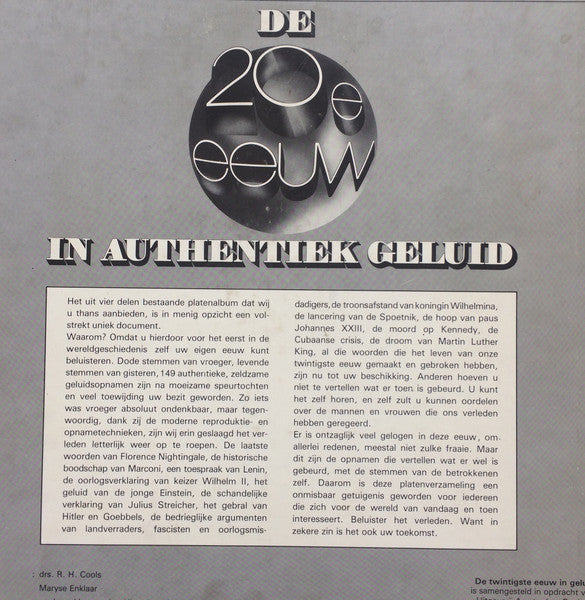 DE
20e
eeuw
IN AUTHENTIEK GELUID
Het uit vier delen bestaande platenalbum dat wij
u thans aanbieden, is in menig opzicht een vol-
strekt uniek document.
Waarom? Omdat u hierdoor voor het eerst in de
wereldgeschiedenis zelf uw eigen eeuw kunt
beluisteren. Dode stemmen van vroeger, levende
stemmen van gisteren, 149 authentieke, zeldzame
geluidsopnamen zijn na moeizame speurtochten
en veel toewijding uw bezit geworden. Zo iets
was vroeger absoluut ondenkbaar, maar tegen-
woordig, dank zij de moderne reproduktie- en
opnametechnieken, zijn wij erin geslaagd het ver-
leden letterlijk weer op te roepen. De laatste
woorden van Florence Nightingale, de historische
boodschap van Marconi, een toespraak van Lenin,
de oorlogsverklaring van keizer Wilhelm II, het
geluid van de jonge Einstein, de schandelijke
verklaring van Julius Streicher, het gebral van
Hitler en Goebbels, de bedrieglijke argumenten
van landverraders, fascisten en oorlogsmis-
dadigers, de troonsafstand van koningin Wilhelmina,
de lancering van de Spoetnik, de hoop van paus
Johannes XXIII, de moord op Kennedy, de
Cubaanse crisis, de droom van Martin Luther
King, al die woorden die het leven van onze
twintigste eeuw gemaakt en gebroken hebben,
zijn nu tot uw beschikking. Anderen hoeven u
niet te vertellen wat er toen is gebeurd. U kunt
het zelf horen, en zelf zult u kunnen oordelen
over de mannen en vrouwen die ons verleden
hebben geregeerd.
Er is ontzaglijk veel gelogen in deze eeuw, om
allerlei redenen, meestal niet zulke fraaie. Maar
dit zijn de opnamen die vertellen wat er wel is
gebeurd, met de stemmen van de betrokkenen
zelf. Daarom is deze platenverzameling een
onmisbaar getuigenis geworden voor iedereen
die zich voor de wereld van vandaag en toen
interesseert. Beluister het verleden. Want in
zekere zin is het ook uw toekomst.
: drs. R. H. Cools
Maryse Enklaar
De twintigste eeuw in gelu
is samengesteld in opdracht v